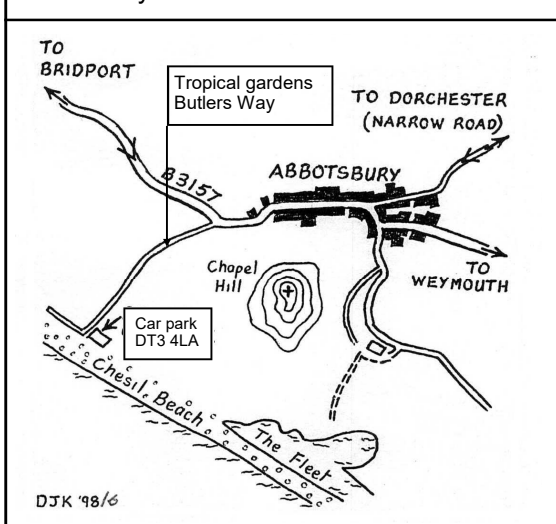 TO
BRIDPORT
Tropical gardens
Butlers Way
TO DORCHESTER
(NARROW ROAD)
B3157
ABBOTSBURY
Chapel
Hill
TO
WEYMOUTH
Car park
DT3 4LA
Chesil Beach
The Fleet
DJK '98/6